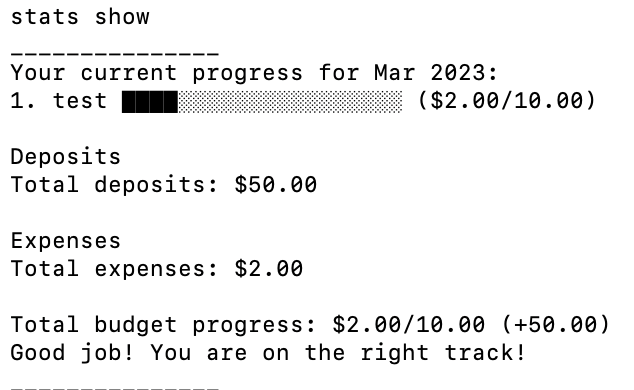 stats show
_______________
Your current progress for Mar 2023:
1. test ████░░░░░░░░░░░░░░░░ ($2.00/10.00)
Deposits
Total deposits: $50.00
Expenses
Total expenses: $2.00
Total budget progress: $2.00/10.00 (+50.00)
Good job! You are on the right track!
_______________